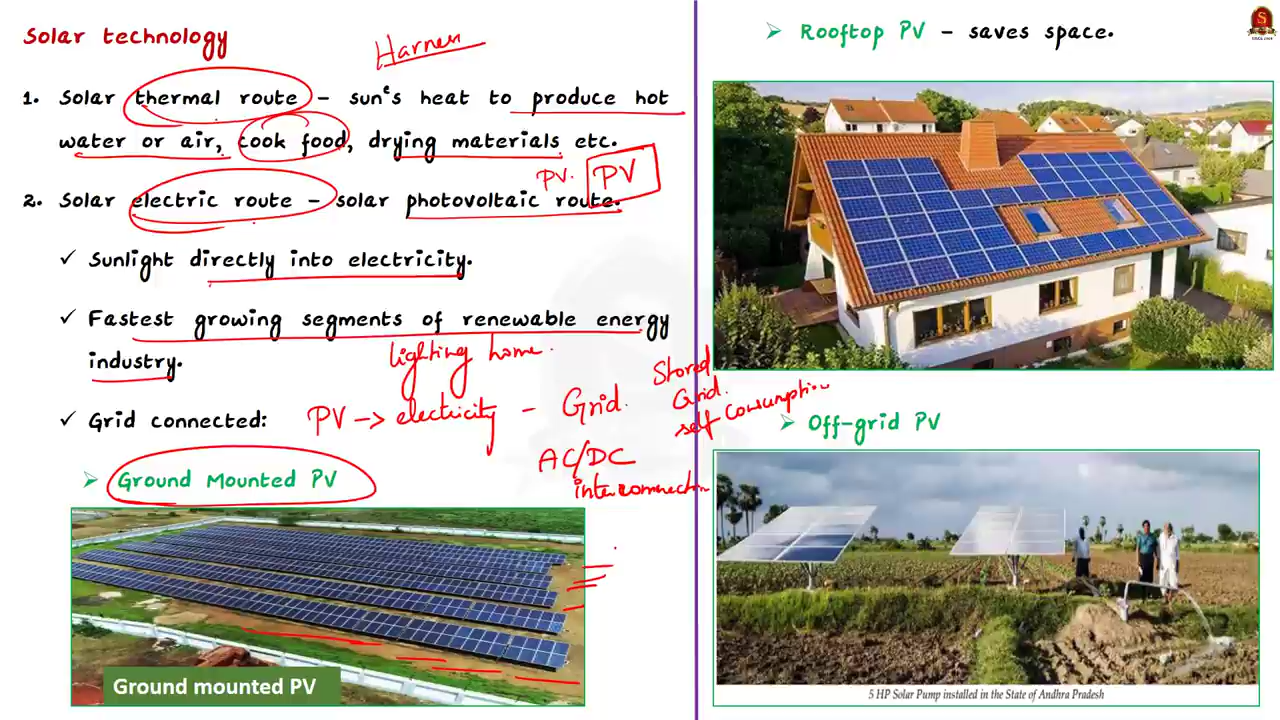 Solar technology
Harness
1. Solar thermal route – sun's heat to produce hot
water or air, cook food, drying materials etc.
PV. PV
2. Solar electric route – solar photovoltaic route.
✓ Sunlight directly into electricity.
✓ Fastest growing segments of renewable energy
industry.
lighting home.
✓ Grid connected: PV → electricity – Grid.
Stored
Grid.
self consumption
AC/DC
interconnection
➢ Ground Mounted PV
Ground mounted PV
➢ Rooftop PV – saves space.
➢ Off-grid PV
5 HP Solar Pump installed in the State of Andhra Pradesh
S